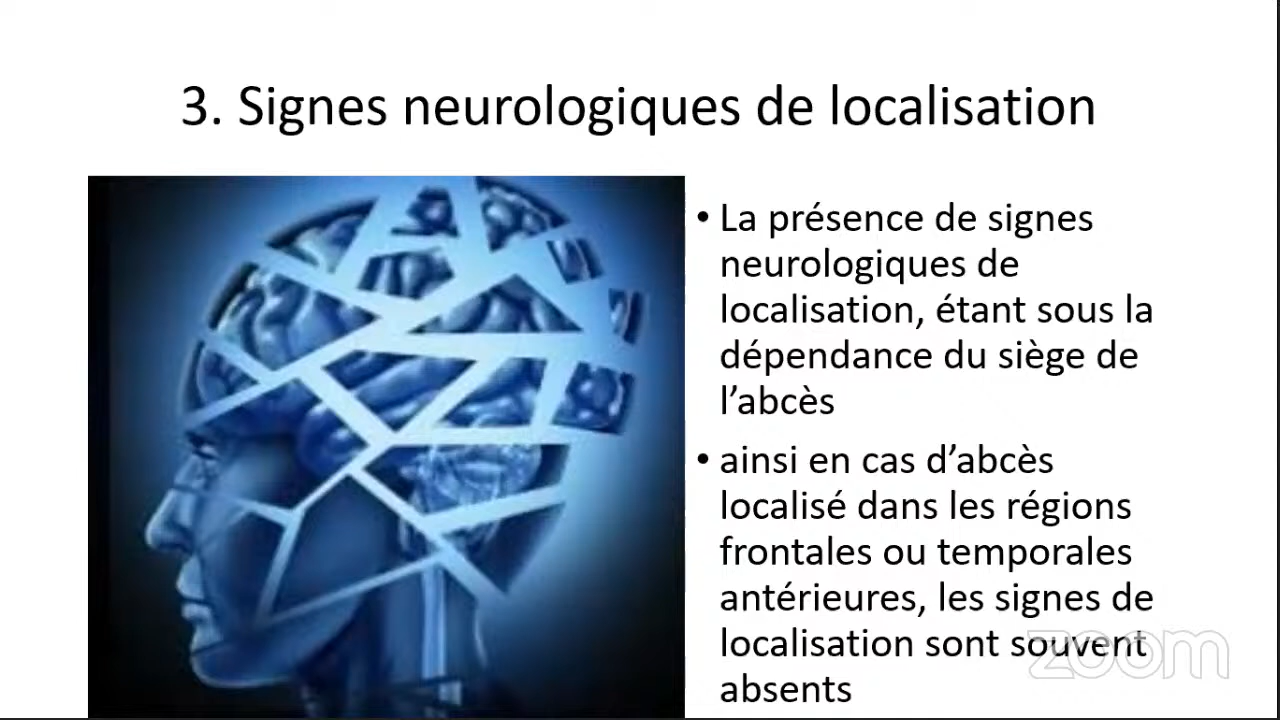 3. Signes neurologiques de localisation
• La présence de signes
neurologiques de
localisation, étant sous la
dépendance du siège de
l’abcès
• ainsi en cas d’abcès
localisé dans les régions
frontales ou temporales
antérieures, les signes de
localisation sont souvent
absents
zoom